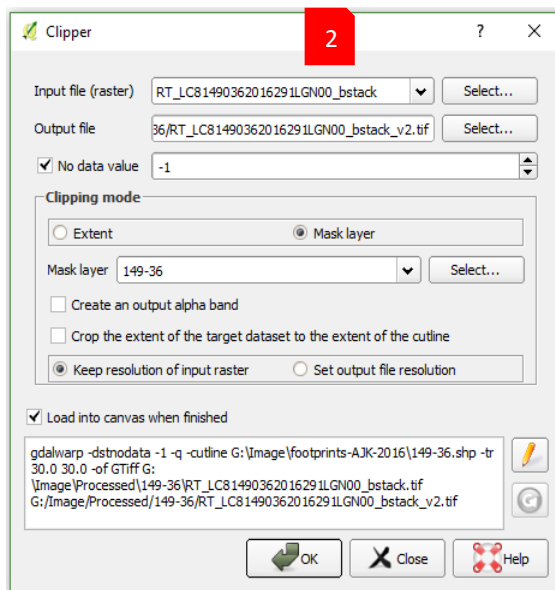 2
Clipper
?
Input file (raster) RT_LC81490362016291LGN00_bstack Select...
Output file 36/RT_LC81490362016291LGN00_bstack_v2.tif Select...
No data value -1
Clipping mode
Extent Mask layer
Mask layer 149-36 Select...
Create an output alpha band
Crop the extent of the target dataset to the extent of the cutline
Keep resolution of input raster Set output file resolution
Load into canvas when finished
gdalwarp -dstnodata -1 -q -cutline G:\Image\footprints-AJK-2016\149-36.shp -tr
30.0 30.0 -of GTiff G:
\Image\Processed\149-36\RT_LC81490362016291LGN00_bstack.tif
G:/Image/Processed/149-36/RT_LC81490362016291LGN00_bstack_v2.tif
OK Close Help